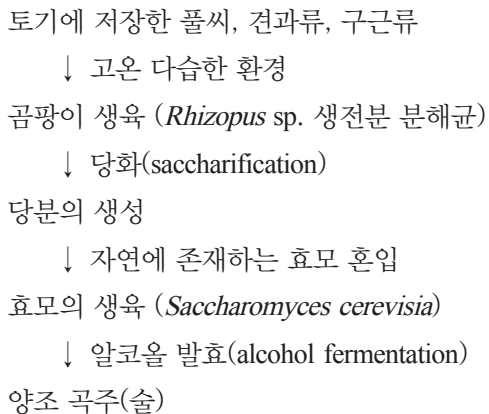 토기에 저장한 풀씨, 견과류, 구근류
↓ 고온 다습한 환경
곰팡이 생육 (Rhizopus sp. 생전분 분해균)
↓ 당화(saccharification)
당분의 생성
↓ 자연에 존재하는 효모 혼입
효모의 생육 (Saccharomyces cerevisia)
↓ 알코올 발효(alcohol fermentation)
양조 곡주(술)